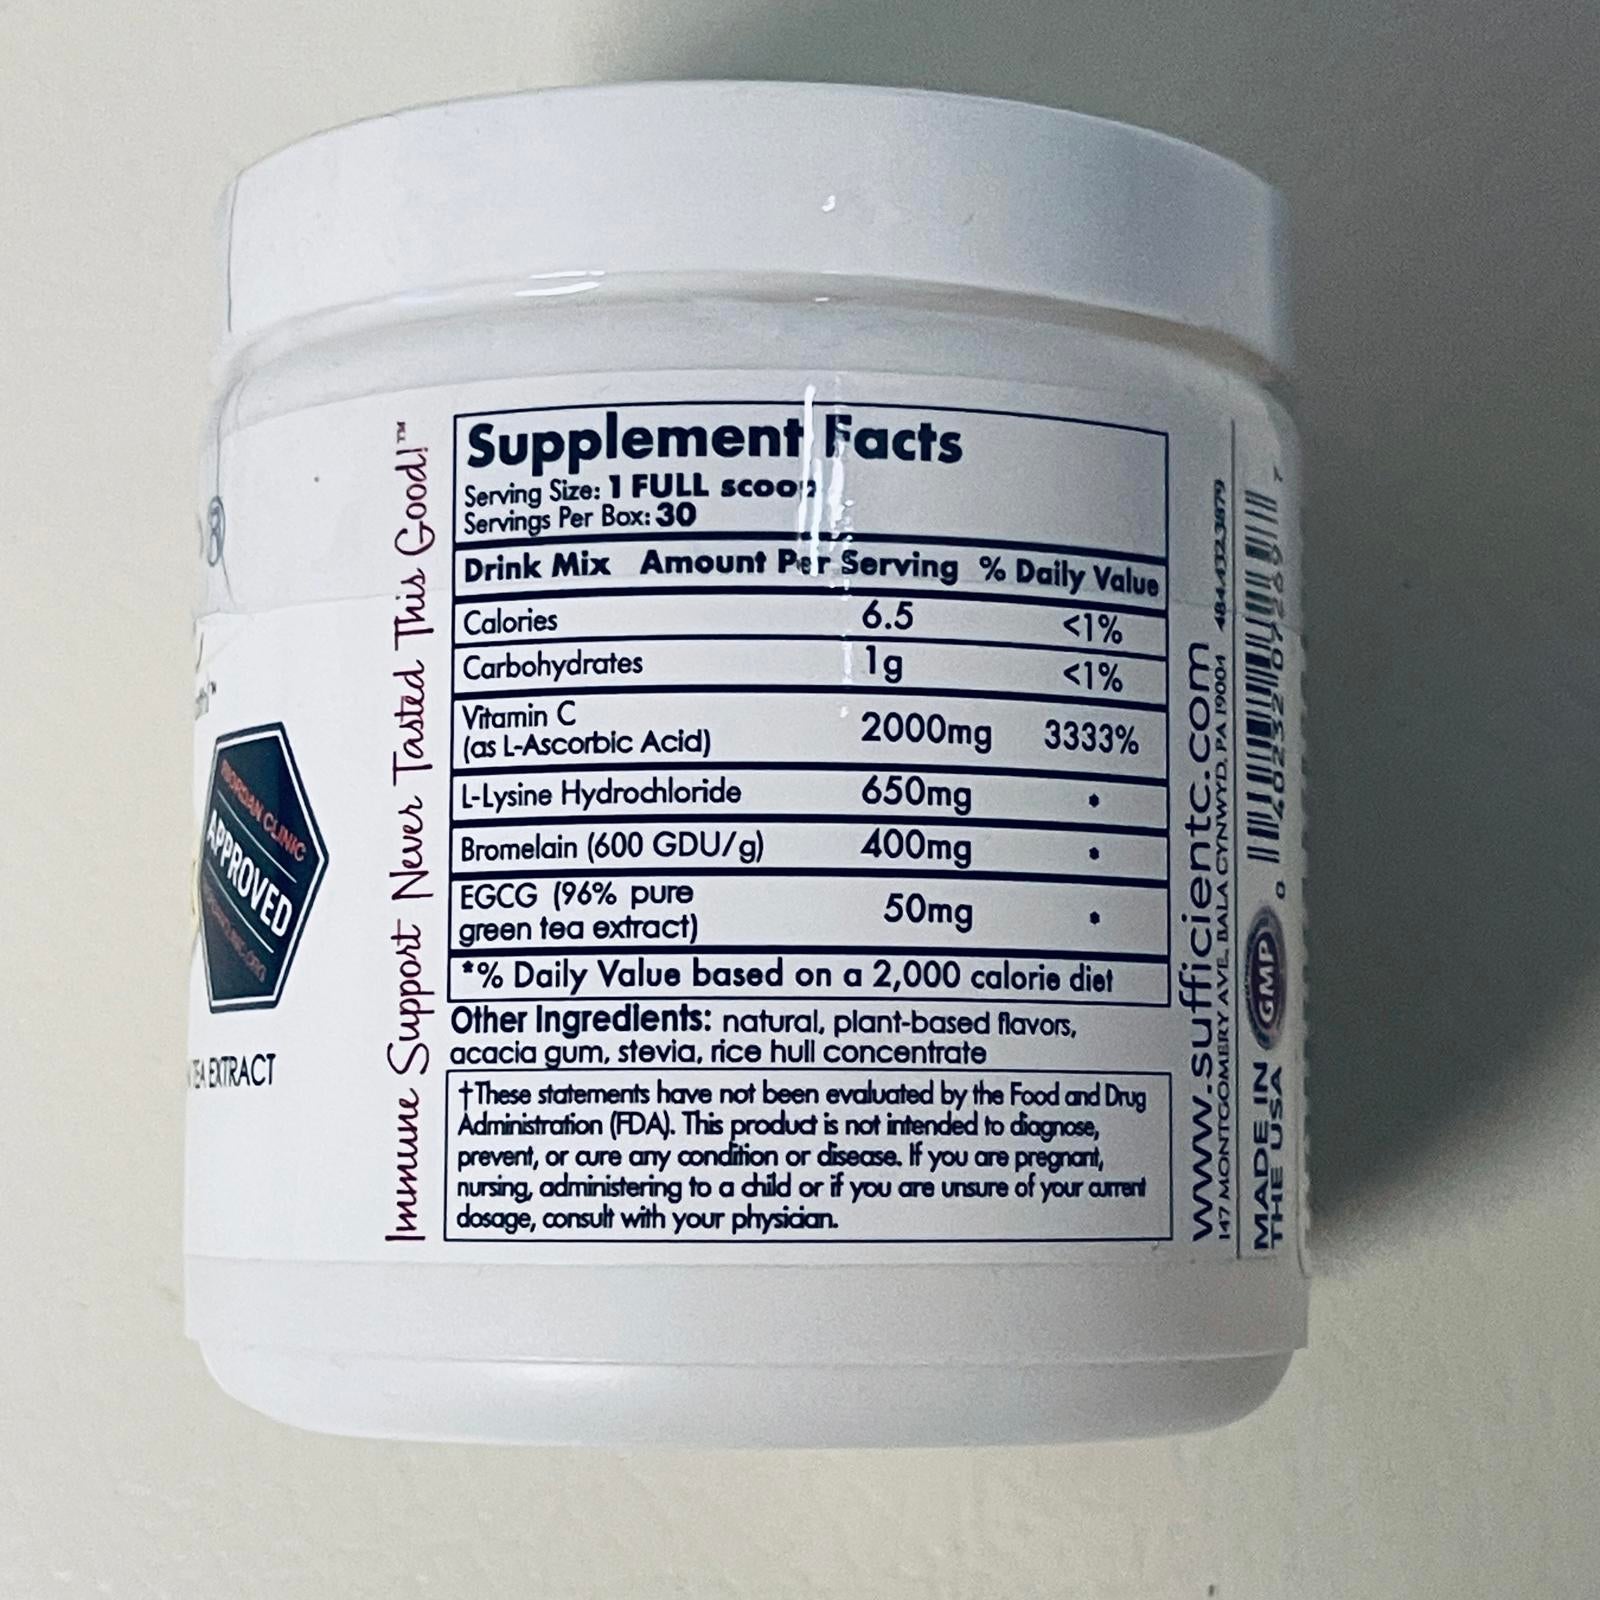 ®
RIORDAN CLINIC
APPROVED
TEA EXTRACT
Immune Support Never Tasted This Good!™
Supplement Facts
Serving Size: 1 FULL scoop
Servings Per Box: 30
Drink Mix Amount Per Serving % Daily Value
Calories 6.5 <1%
Carbohydrates 1g <1%
Vitamin C
(as L-Ascorbic Acid) 2000mg 3333%
L-Lysine Hydrochloride 650mg *
Bromelain (600 GDU/g) 400mg *
EGCG (96% pure
green tea extract) 50mg *
*% Daily Value based on a 2,000 calorie diet
Other Ingredients: natural, plant-based flavors,
acacia gum, stevia, rice hull concentrate
†These statements have not been evaluated by the Food and Drug
Administration (FDA). This product is not intended to diagnose,
prevent, or cure any condition or disease. If you are pregnant,
nursing, administering to a child or if you are unsure of your current
dosage, consult with your physician.
www.sufficientc.com
147 MONTGOMERY AVE. BALA CYNWYD, PA 19004
MADE IN
THE USA
GMP